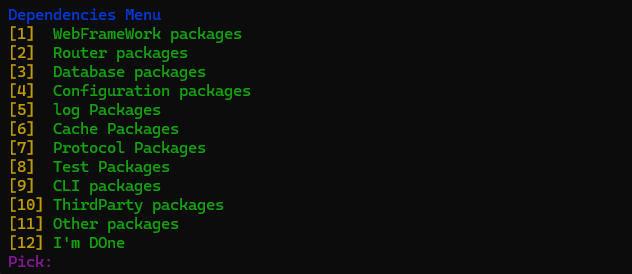 Dependencies Menu
[1]  WebFrameWork packages
[2]  Router packages
[3]  Database packages
[4]  Configuration packages
[5]  log Packages
[6]  Cache Packages
[7]  Protocol Packages
[8]  Test Packages
[9]  CLI packages
[10] ThirdParty packages
[11] Other packages
[12] I'm DOne
Pick: